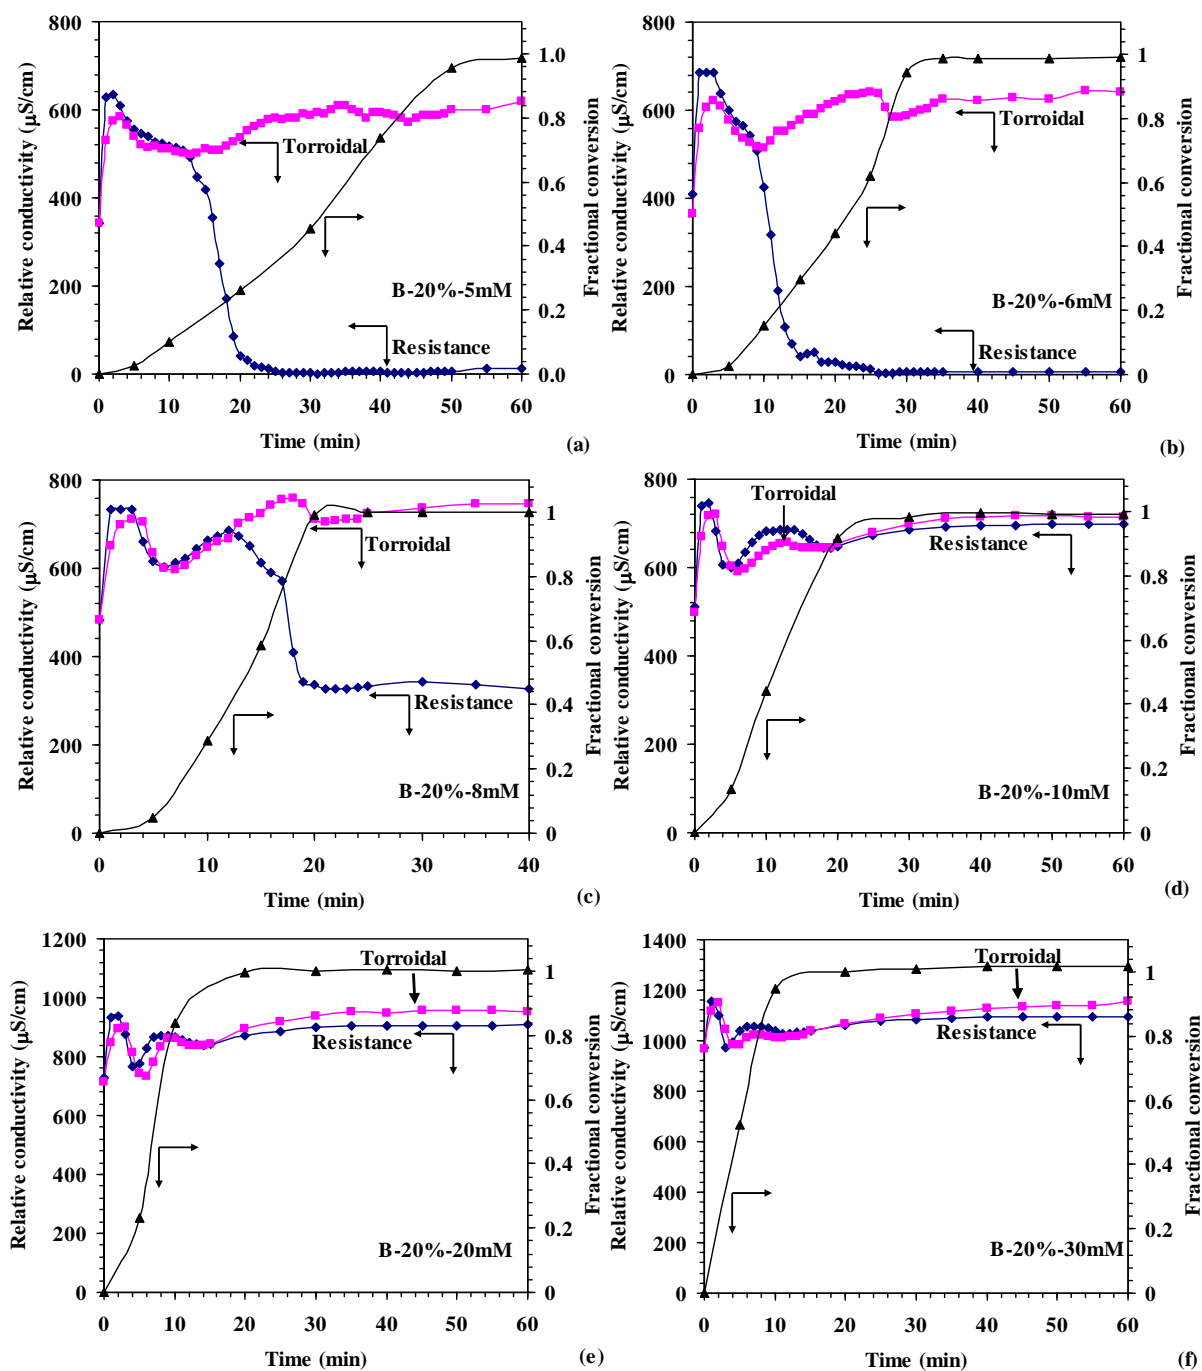 800
600
400
200
0
Relative conductivity (µS/cm)
Torroidal
B-20%-5mM
Resistance
1.0
0.8
0.6
0.4
0.2
0.0
Fractional conversion
0 10 20 30 40 50 60
Time (min)
(a)
800
600
400
200
0
Relative conductivity (µS/cm)
Torroidal
B-20%-6mM
Resistance
1
0.8
0.6
0.4
0.2
0
Fractional conversion
0 10 20 30 40 50 60
Time (min)
(b)
800
600
400
200
0
Relative conductivity (µS/cm)
Torroidal
Resistance
B-20%-8mM
1
0.8
0.6
0.4
0.2
0
Fractional conversion
0 10 20 30 40
Time (min)
(c)
800
600
400
200
0
Relative conductivity (µS/cm)
Torroidal
Resistance
B-20%-10mM
1
0.8
0.6
0.4
0.2
0
Fractional conversion
0 10 20 30 40 50 60
Time (min)
(d)
1200
1000
800
600
400
200
0
Relative conductivity (µS/cm)
Torroidal
Resistance
B-20%-20mM
1
0.8
0.6
0.4
0.2
0
Fractional conversion
0 10 20 30 40 50 60
Time (min)
(e)
1400
1200
1000
800
600
400
200
0
Relative conductivity (µS/cm)
Torroidal
Resistance
B-20%-30mM
1
0.8
0.6
0.4
0.2
0
Fractional conversion
0 10 20 30 40 50 60
Time (min)
(f)